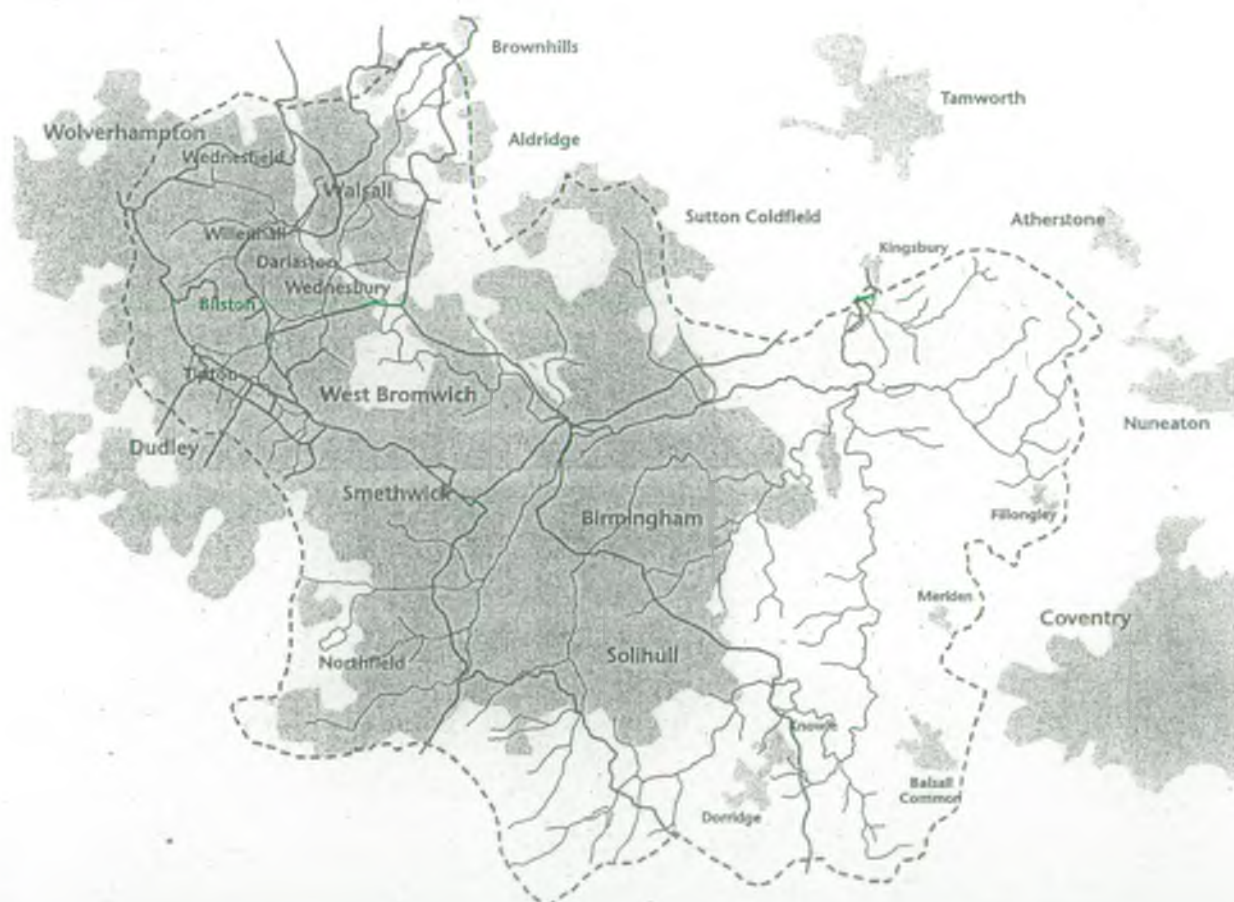 Brownhills
Tamworth
Wolverhampton
Aldridge
Wednesfield
Walsall
Sutton Coldfield
Atherstone
Willenhall
Kingsbury
Darlaston
Wednesbury
Bilston
Tipton
West Bromwich
Nuneaton
Dudley
Smethwick
Birmingham
Fillongley
Meriden
Coventry
Northfield
Solihull
Knowle
Balsall
Common
Dorridge